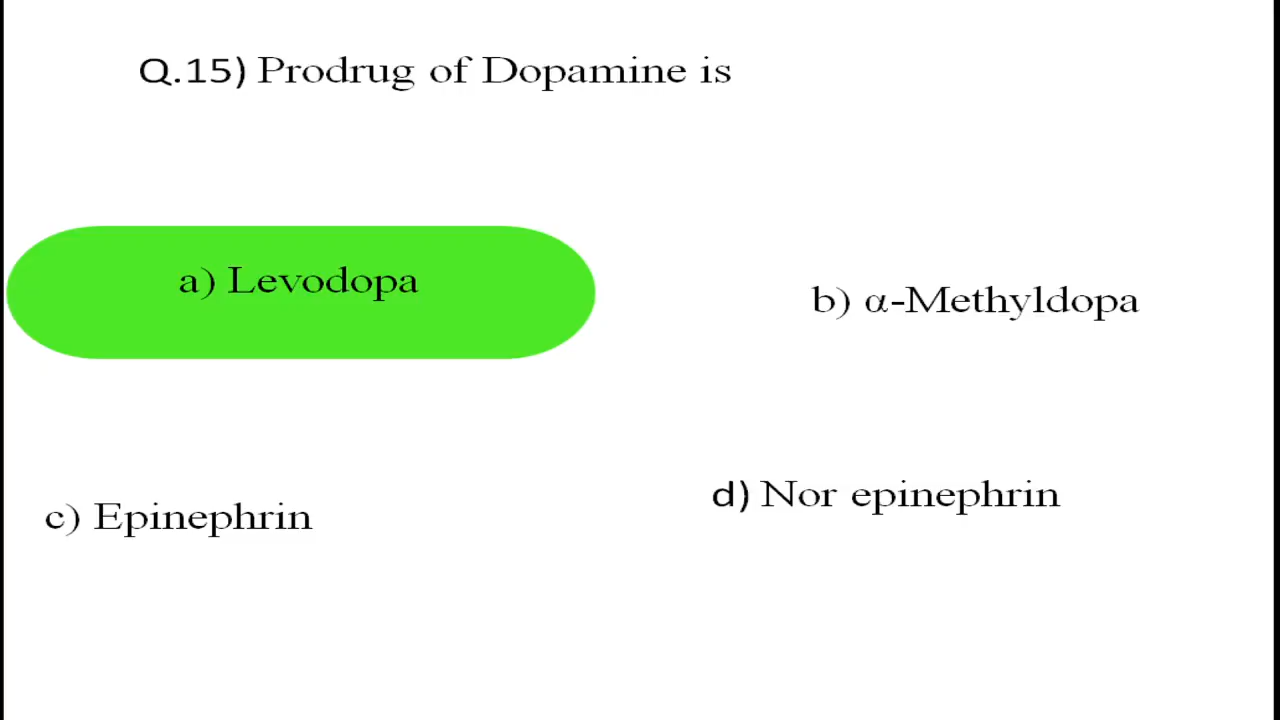 Q.15) Prodrug of Dopamine is
a) Levodopa
b) α-Methyldopa
c) Epinephrin
d) Nor epinephrin